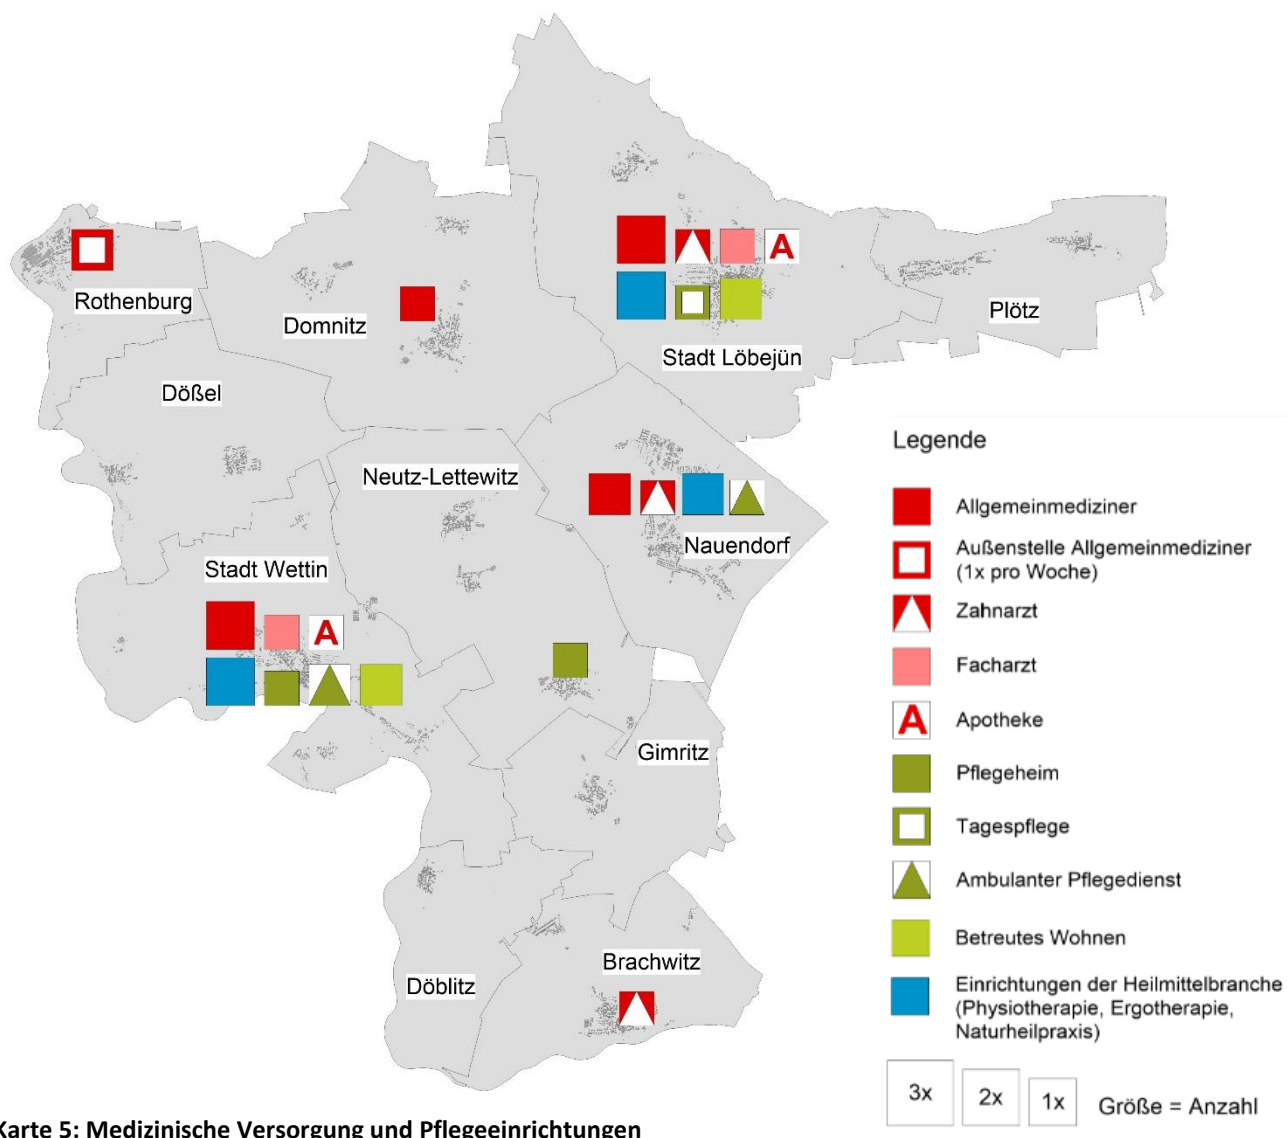 Rothenburg
Domnitz
Plötz
Stadt Löbejün
A
Dößel
Legende
Neutz-Lettewitz
Allgemeinmediziner
Nauendorf
Außenstelle Allgemeinmediziner
(1x pro Woche)
Stadt Wettin
Zahnarzt
A
Facharzt
A
Apotheke
Gimritz
Pflegeheim
Tagespflege
Ambulanter Pflegedienst
Betreutes Wohnen
Brachwitz
Döblitz
Einrichtungen der Heilmittelbranche
(Physiotherapie, Ergotherapie,
Naturheilpraxis)
3x
2x
1x
Größe = Anzahl
Karte 5: Medizinische Versorgung und Pflegeeinrichtungen